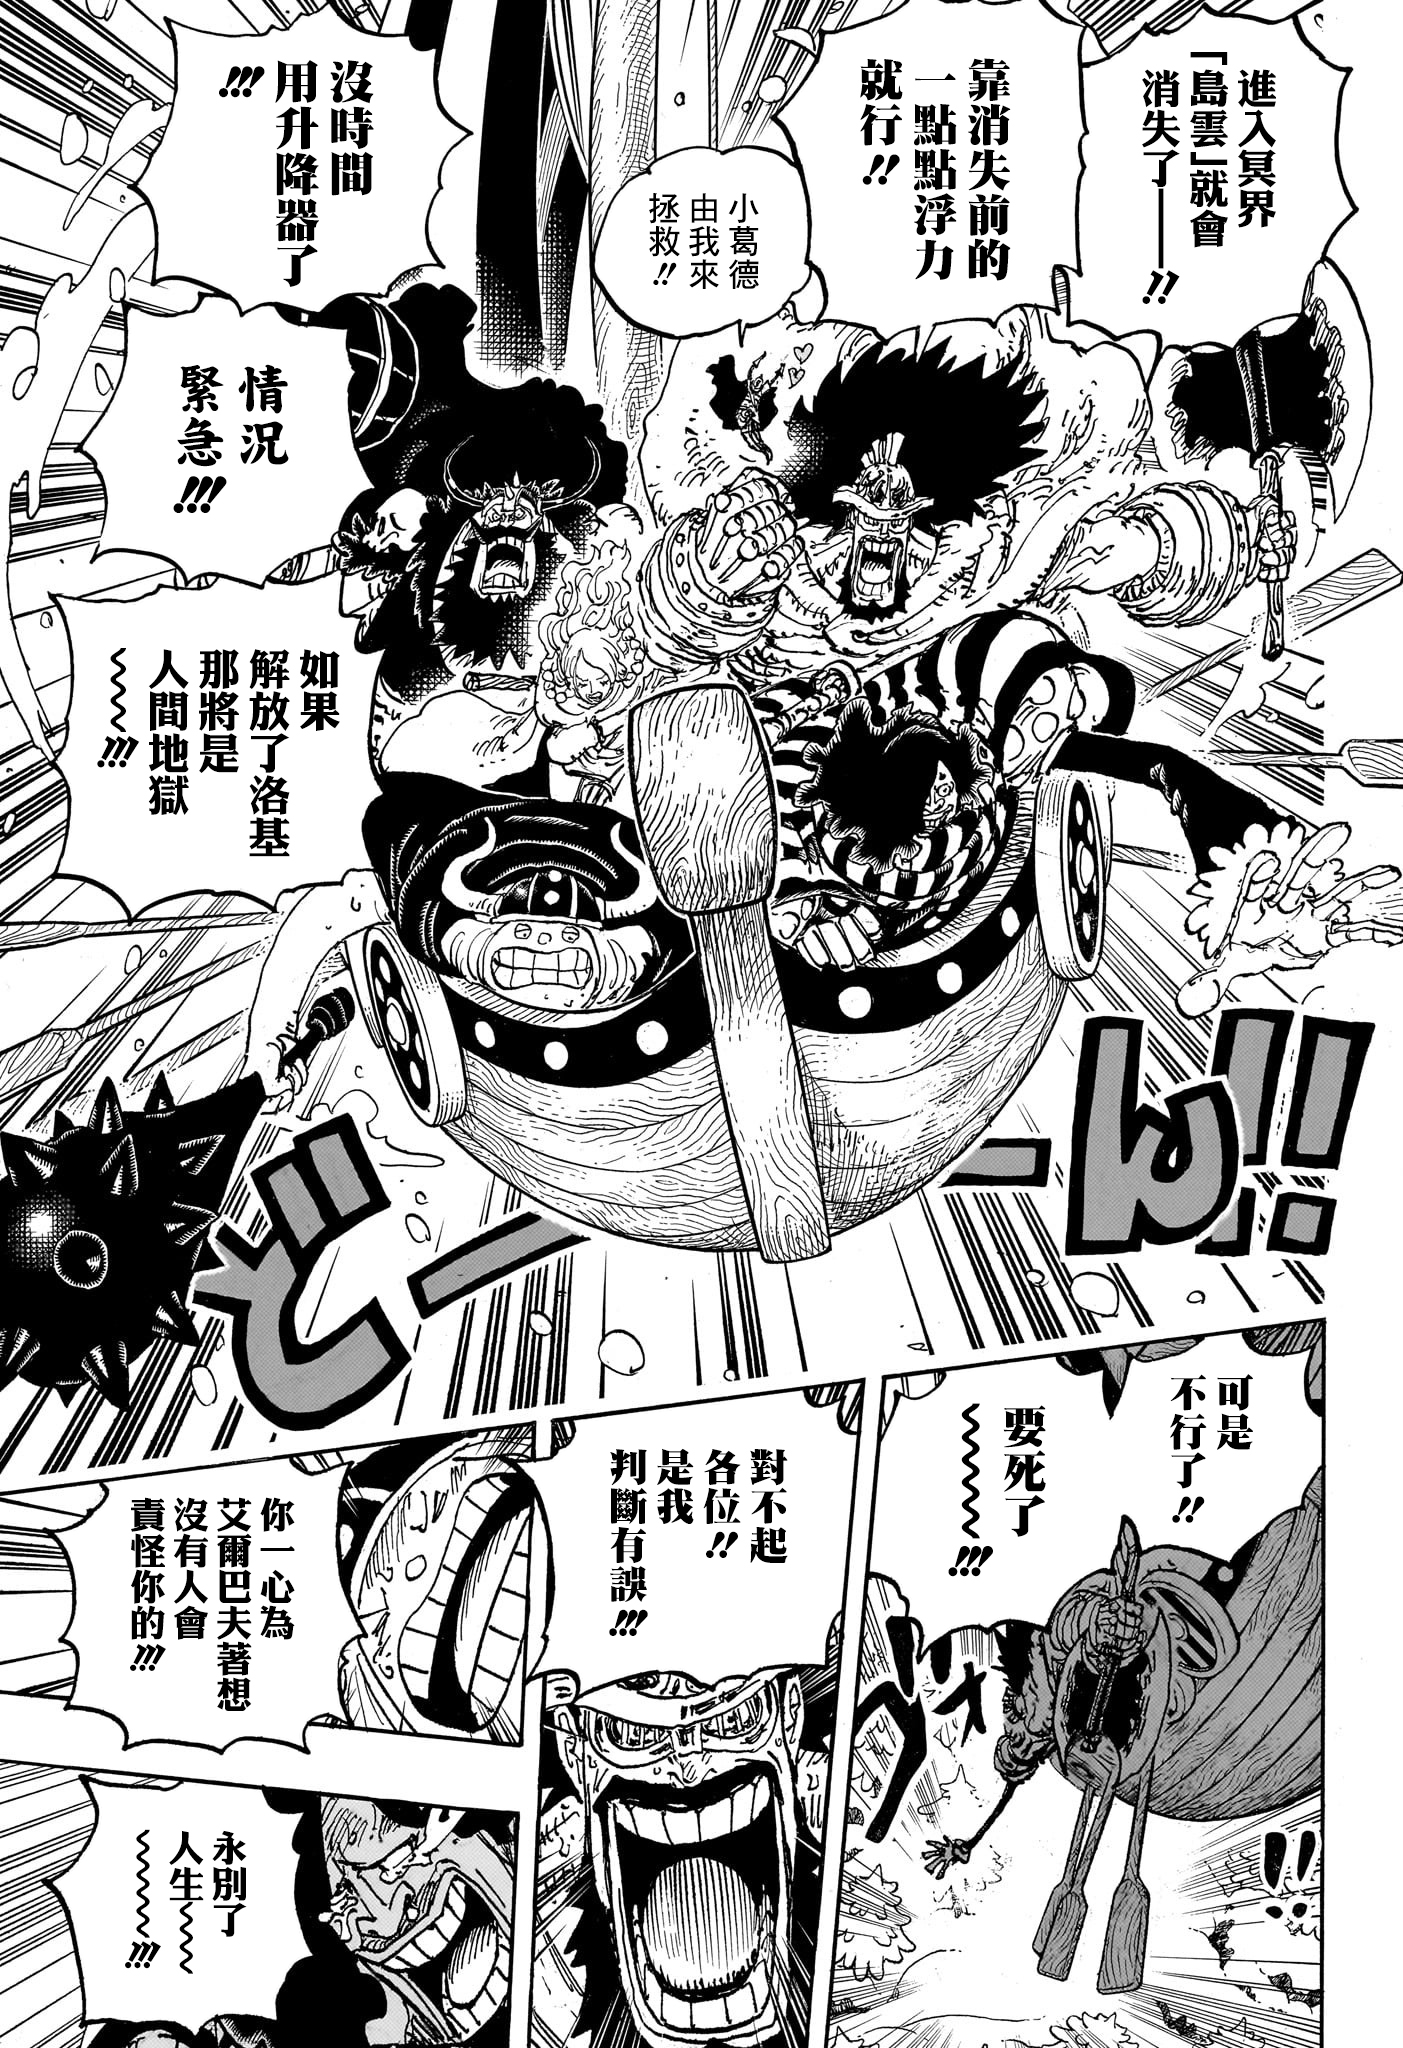 進入冥界
「島雲」就會
消失了——!!
靠消失前的
一點點浮力
就行!!
小葛德
由我來
拯救!!
沒時間
用升降器了
!!!
情況
緊急!!!
如果
解放了洛基
那將是
人間地獄
~~~!!!
どーーん!!
可是
不行了!!
要死了
~~~!!!
ゴオ
!!
對不起
各位!!
是我
判斷有誤!!!
你一心為
艾爾巴夫著想
沒有人會
責怪你的!!!
永別了
人生~~
~~~!!!